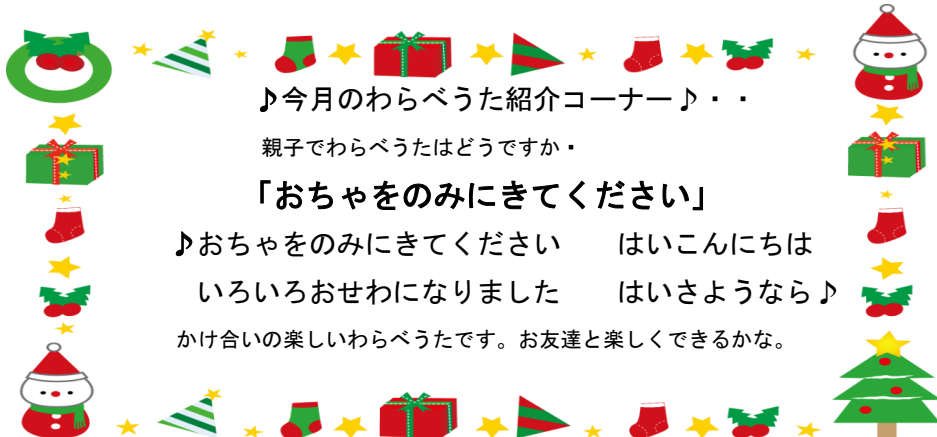 ♪今月のわらべうた紹介コーナー♪・・
親子でわらべうたはどうですか・
「おちゃをのみにきてください」
♪おちゃをのみにきてください　　はいこんにちは
いろいろおせわになりました　　はいさようなら♪
かけ合いの楽しいわらべうたです。お友達と楽しくできるかな。